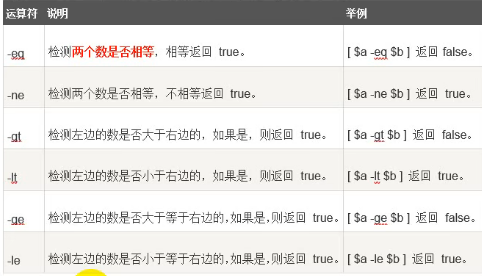 运算符 说明 举例
-eq 检测两个数是否相等，相等返回 true。 [ $a -eq $b ] 返回 false。
-ne 检测两个数是否相等，不相等返回 true。 [ $a -ne $b ] 返回 true。
-gt 检测左边的数是否大于右边的，如果是，则返回 true。 [ $a -gt $b ] 返回 false。
-lt 检测左边的数是否小于右边的，如果是，则返回 true。 [ $a -lt $b ] 返回 true。
-ge 检测左边的数是否大于等于右边的,如果是,则返回 true。 [ $a -ge $b ] 返回 false。
-le 检测左边的数是否小于等于右边的,如果是,则返回 true。 [ $a -le $b ] 返回 true。